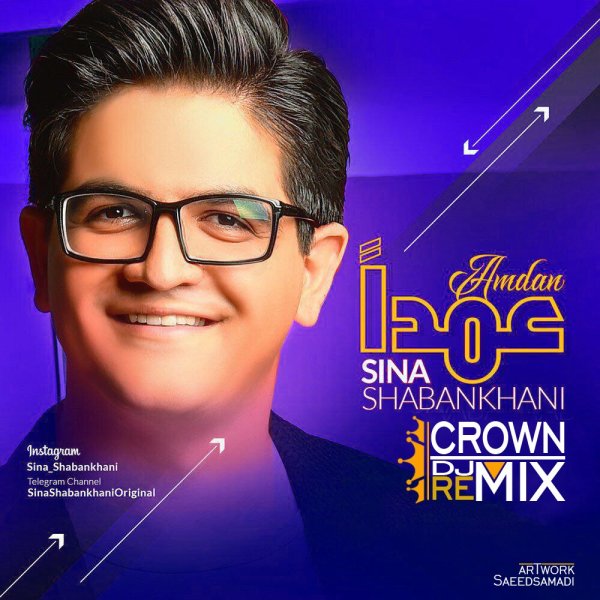 Amdan
عمداً
SINA
SHABANKHANI
CROWN
DJ
REMIX
Instagram
Sina_Shabankhani
Telegram Channel
SinaShabankhaniOriginal
ARTWORK
SAEEDSAMADI